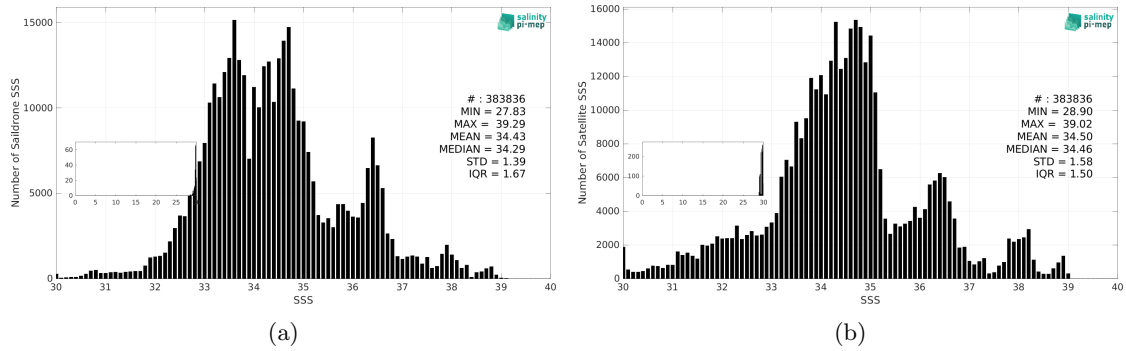 15000
10000
5000
0
Number of Saildrone SSS
30 31 32 33 34 35 36 37 38 39 40
SSS
60
40
20
0
0 5 10 15 20 25
salinity
pi-mep
# : 383836
MIN = 27.83
MAX = 39.29
MEAN = 34.43
MEDIAN = 34.29
STD = 1.39
IQR = 1.67
(a)
16000
14000
12000
10000
8000
6000
4000
2000
0
Number of Satellite SSS
30 31 32 33 34 35 36 37 38 39 40
SSS
200
100
0
0 5 10 15 20 25 30
salinity
pi-mep
# : 383836
MIN = 28.90
MAX = 39.02
MEAN = 34.50
MEDIAN = 34.46
STD = 1.58
IQR = 1.50
(b)